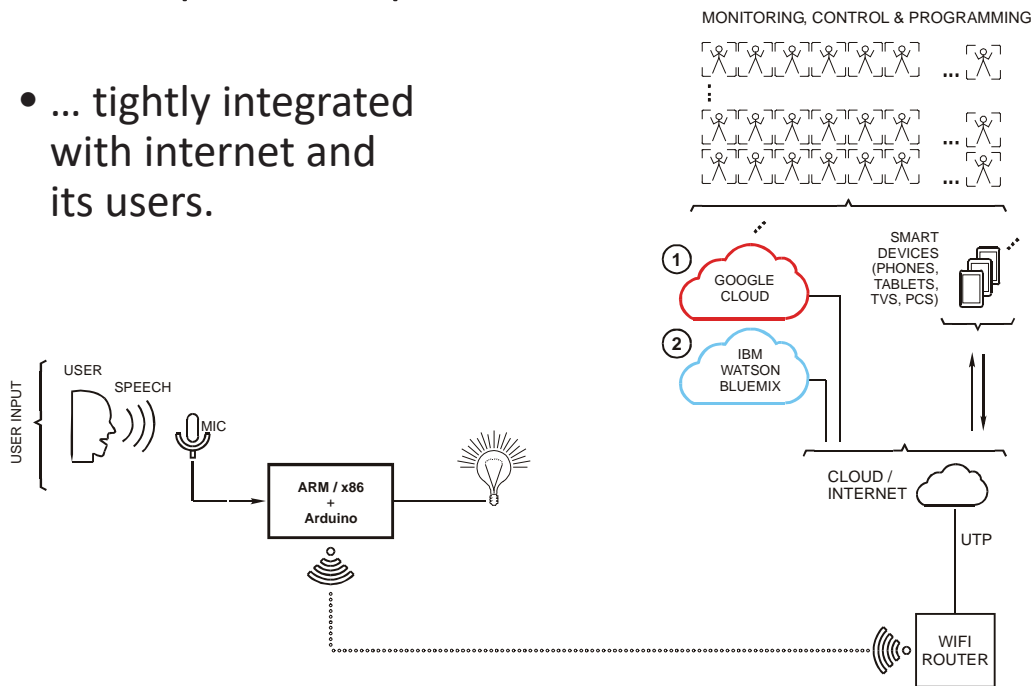 MONITORING, CONTROL & PROGRAMMING
...
...
...
• ... tightly integrated
with internet and
its users.
1
GOOGLE
CLOUD
2
IBM
WATSON
BLUEMIX
SMART
DEVICES
(PHONES,
TABLETS,
TVS, PCS)
USER INPUT
USER
SPEECH
MIC
ARM / x86
+
Arduino
CLOUD /
INTERNET
UTP
WIFI
ROUTER